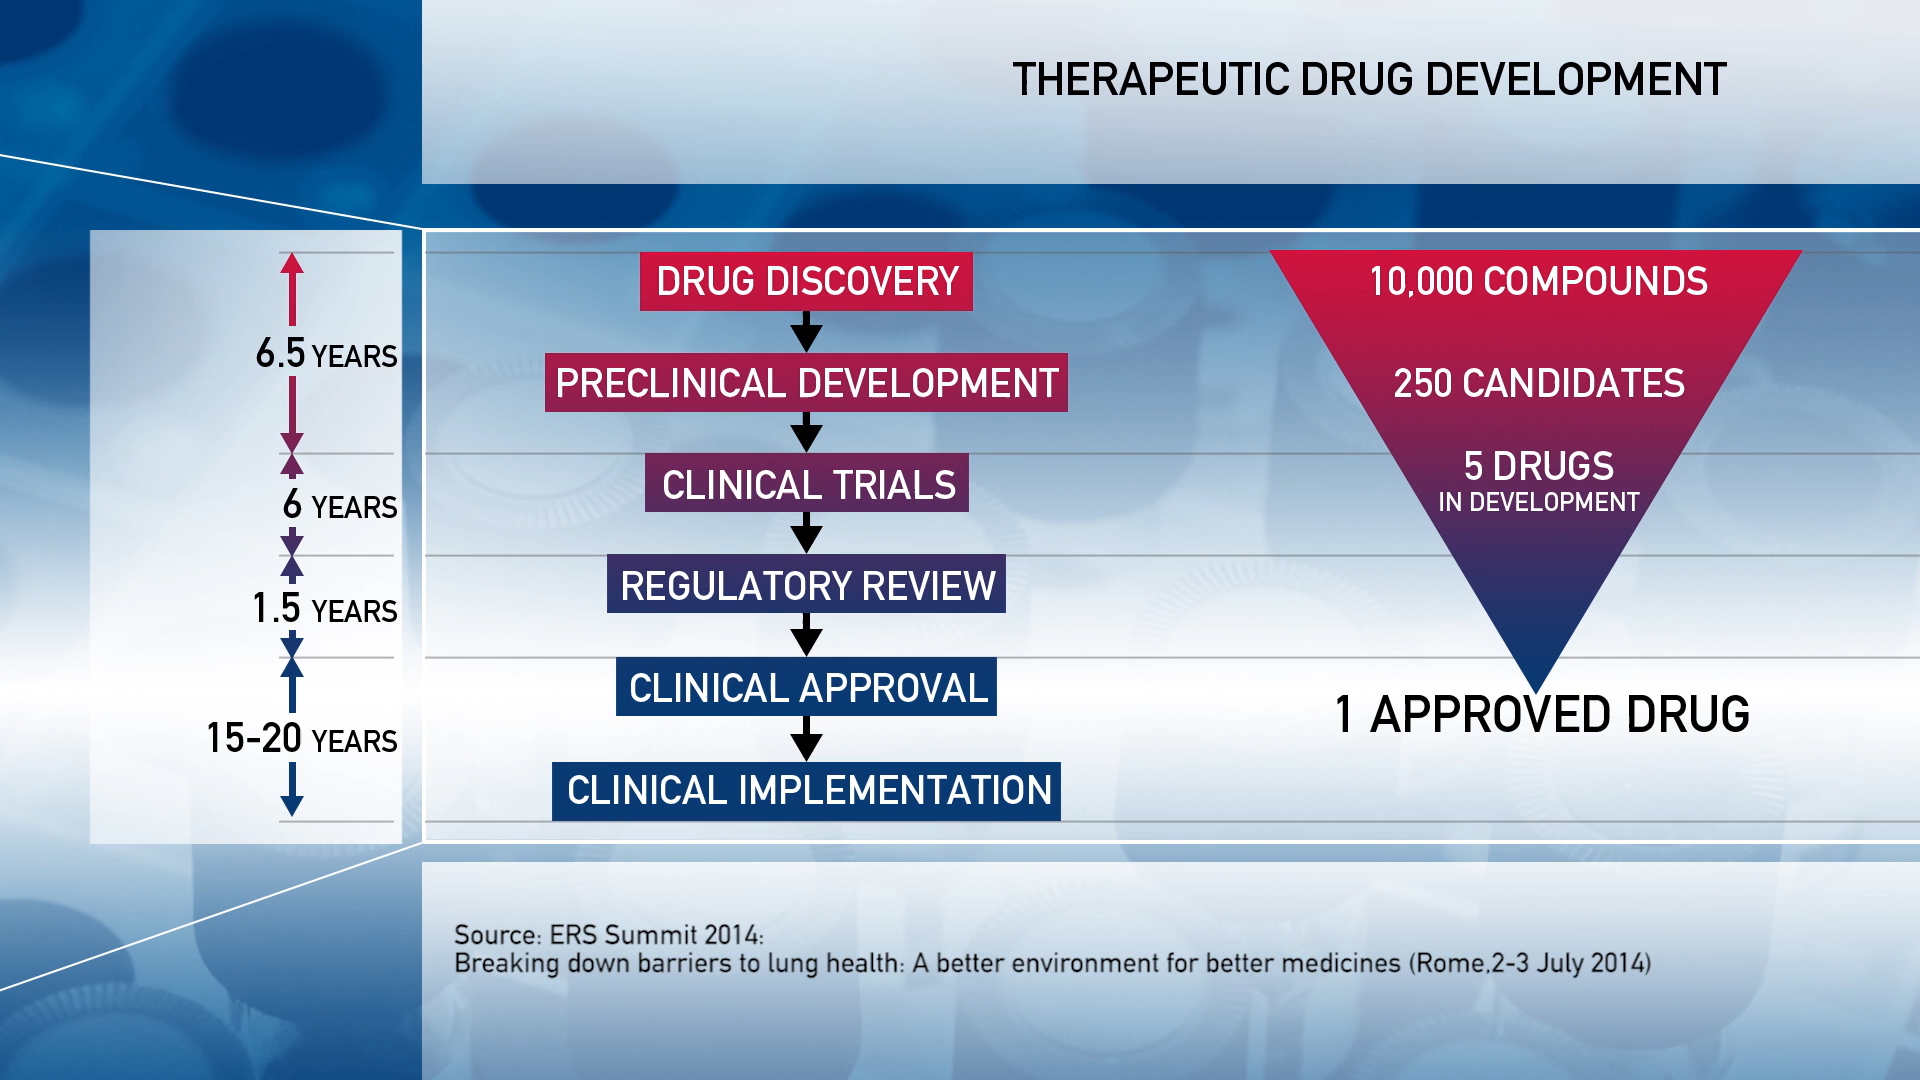 THERAPEUTIC DRUG DEVELOPMENT
6.5 YEARS
6 YEARS
1.5 YEARS
15-20 YEARS
DRUG DISCOVERY
PRECLINICAL DEVELOPMENT
CLINICAL TRIALS
REGULATORY REVIEW
CLINICAL APPROVAL
CLINICAL IMPLEMENTATION
10,000 COMPOUNDS
250 CANDIDATES
5 DRUGS
IN DEVELOPMENT
1 APPROVED DRUG
Source: ERS Summit 2014:
Breaking down barriers to lung health: A better environment for better medicines (Rome,2-3 July 2014)